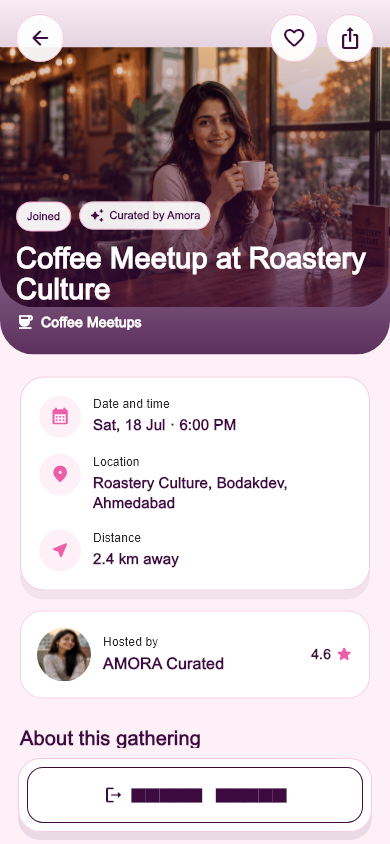 Joined
Curated by Amora
Coffee Meetup at Roastery
Culture
Coffee Meetups
Date and time
Sat, 18 Jul · 6:00 PM
Location
Roastery Culture, Bodakdev,
Ahmedabad
Distance
2.4 km away
Hosted by
AMORA Curated
4.6
About this gathering